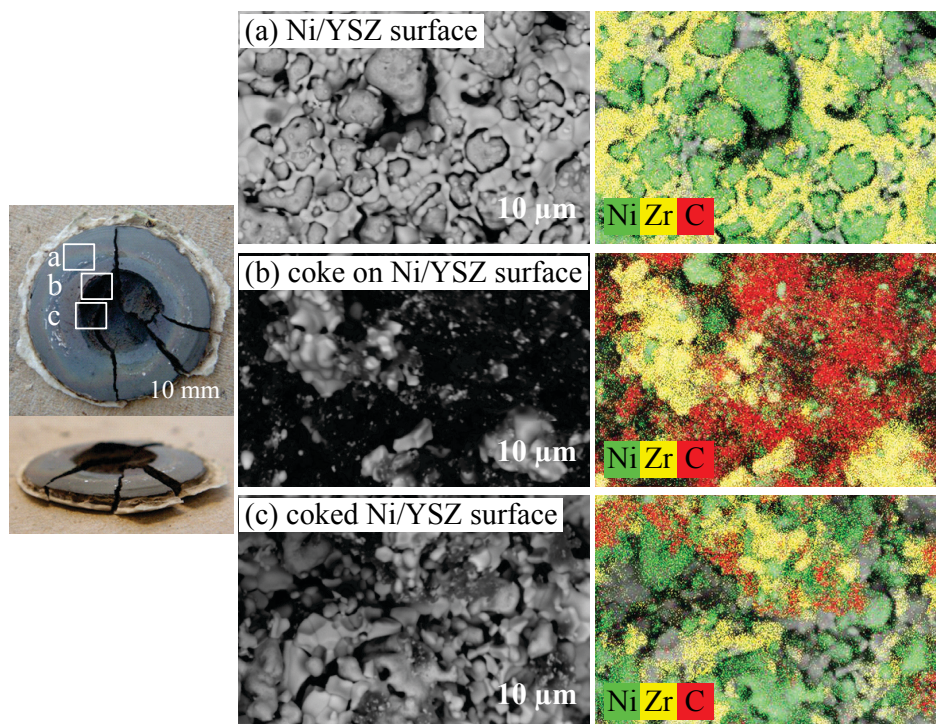 (a) Ni/YSZ surface
10 µm
Ni Zr C
a
b
c
10 mm
(b) coke on Ni/YSZ surface
10 µm
Ni Zr C
(c) coked Ni/YSZ surface
10 µm
Ni Zr C